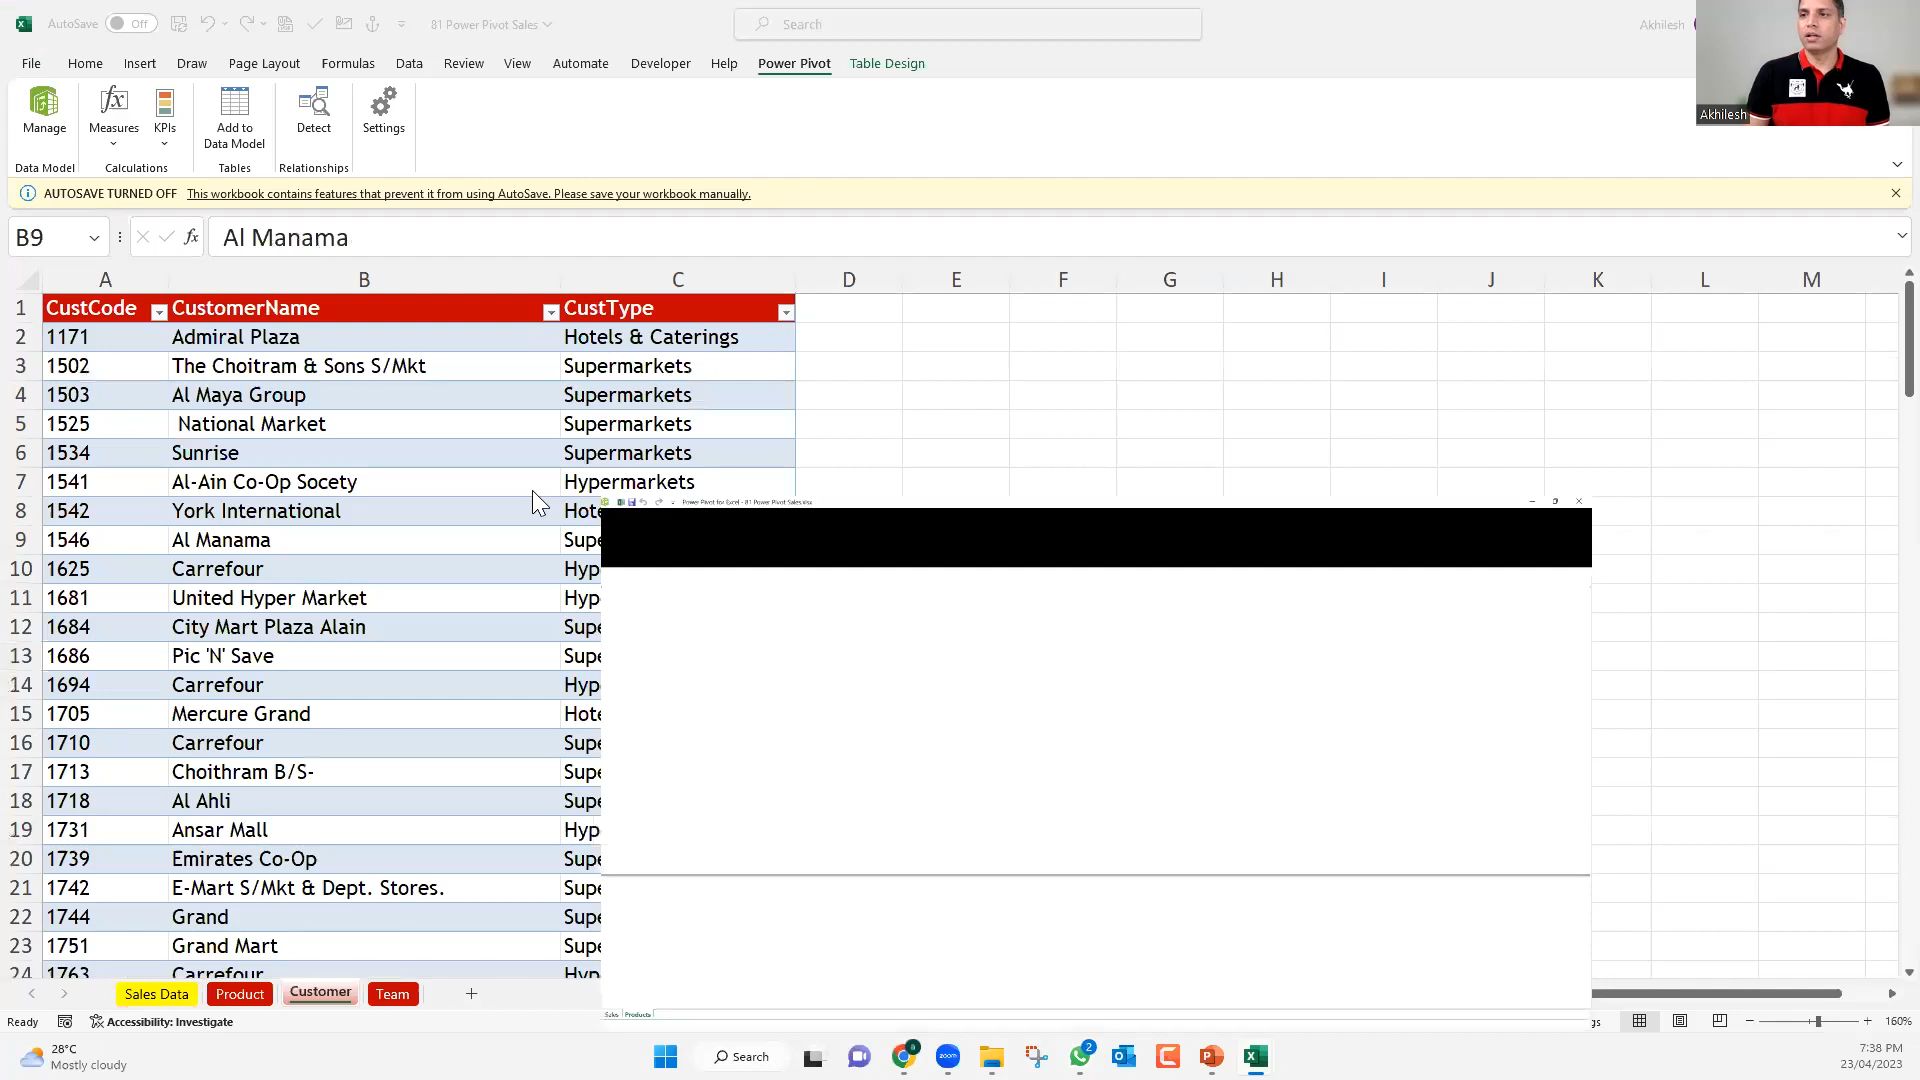 AutoSave Off 81 Power Pivot Sales Search Akhilesh
File Home Insert Draw Page Layout Formulas Data Review View Automate Developer Help Power Pivot Table Design
Manage Measures KPIs Add to Data Model Detect Settings
Data Model Calculations Tables Relationships
Akhilesh
AUTOSAVE TURNED OFF This workbook contains features that prevent it from using AutoSave. Please save your workbook manually.
B9 fx Al Manama
A B C D E F G H I J K L M
1 CustCode CustomerName CustType
2 1171 Admiral Plaza Hotels & Caterings
3 1502 The Choitram & Sons S/Mkt Supermarkets
4 1503 Al Maya Group Supermarkets
5 1525 National Market Supermarkets
6 1534 Sunrise Supermarkets
7 1541 Al-Ain Co-Op Socety Hypermarkets
Power Pivot for Excel - 81 Power Pivot Sales.xlsx
8 1542 York International Hote
9 1546 Al Manama Supe
10 1625 Carrefour Hyp
11 1681 United Hyper Market Hyp
12 1684 City Mart Plaza Alain Supe
13 1686 Pic 'N' Save Supe
14 1694 Carrefour Hyp
15 1705 Mercure Grand Hote
16 1710 Carrefour Supe
17 1713 Choithram B/S- Supe
18 1718 Al Ahli Supe
19 1731 Ansar Mall Hyp
20 1739 Emirates Co-Op Supe
21 1742 E-Mart S/Mkt & Dept. Stores. Supe
22 1744 Grand Supe
23 1751 Grand Mart Supe
24 1763 Carrefour Hyp
Sales Data Product Customer Team
Sales Products
Ready Accessibility: Investigate gs 160%
28°C
Mostly cloudy
Search
zoom
2
7:38 PM
23/04/2023